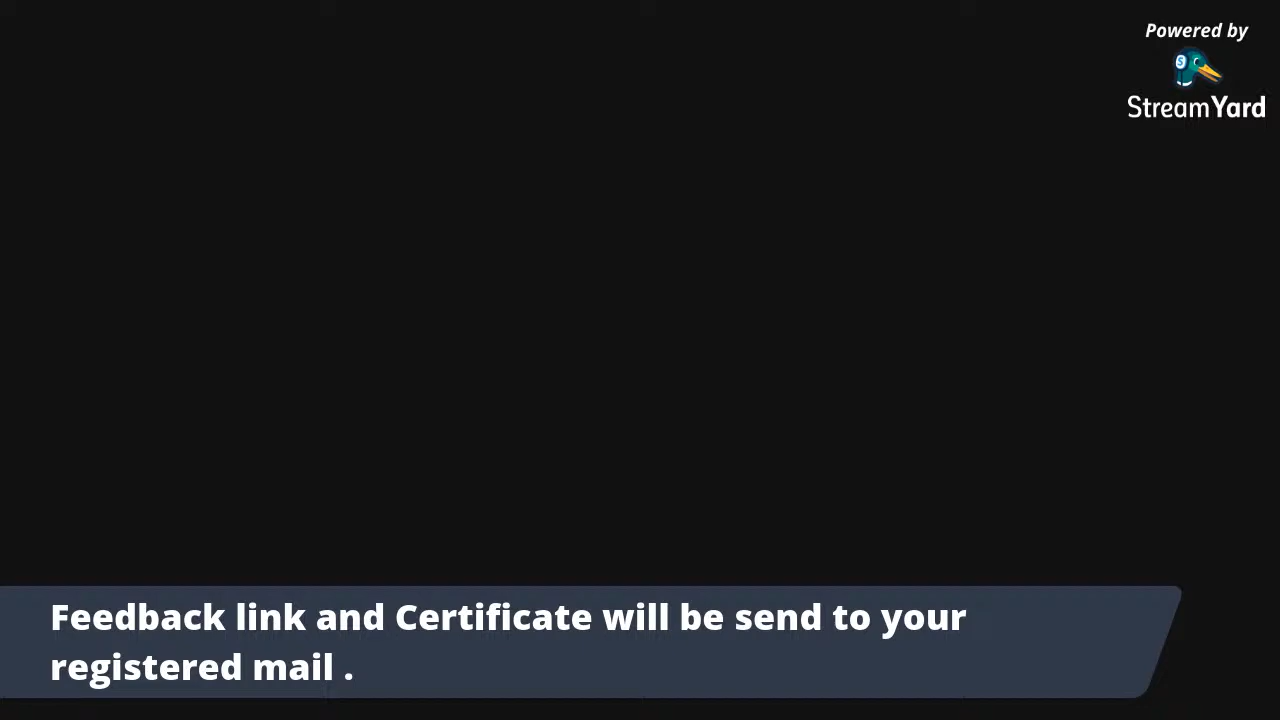 Powered by
S
StreamYard
Feedback link and Certificate will be send to your
registered mail .